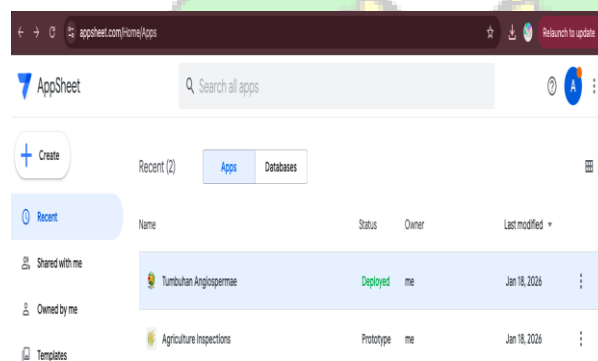 appsheet.com/Home/Apps
Relaunch to update
AppSheet
Search all apps
A
Create
Recent (2)
Apps
Databases
Recent
Name
Status
Owner
Last modified
Shared with me
Tumbuhan Angiospermae
Deployed
me
Jan 18, 2026
Owned by me
Agriculture Inspections
Prototype
me
Jan 18, 2026
Templates